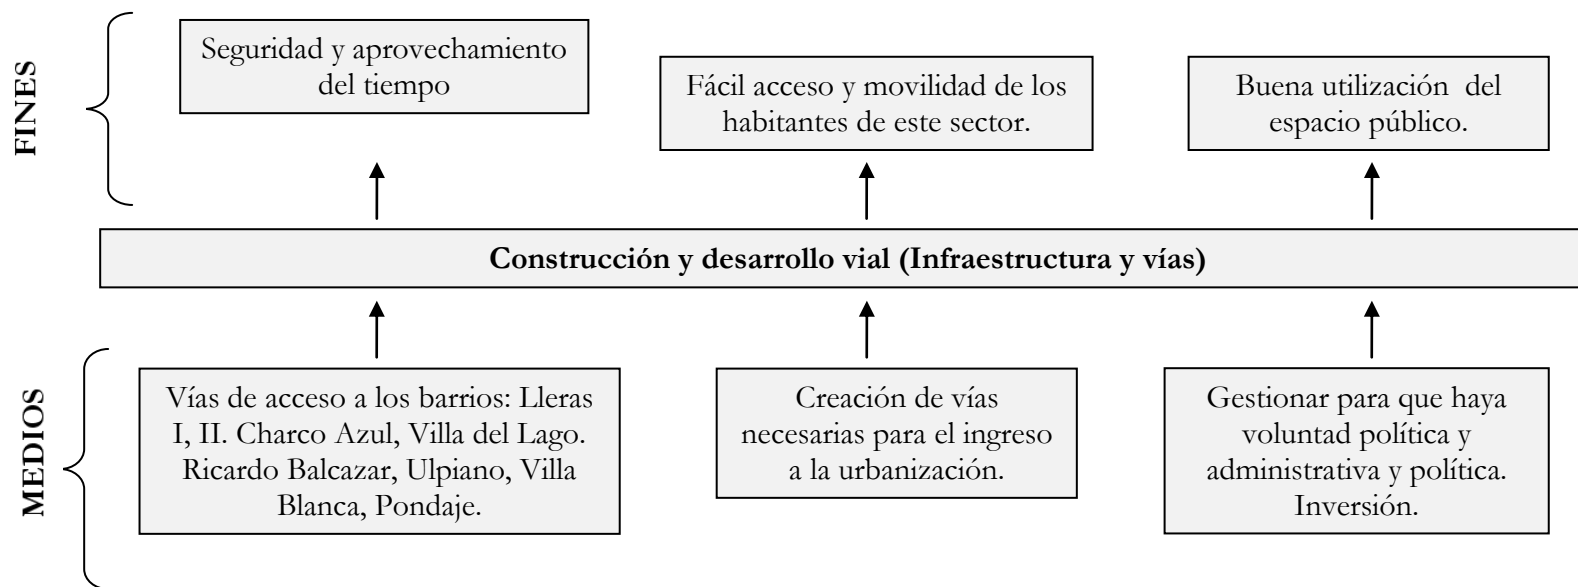 FINES
Seguridad y aprovechamiento
del tiempo
Fácil acceso y movilidad de los
habitantes de este sector.
Buena utilización  del
espacio público.
Construcción y desarrollo vial (Infraestructura y vías)
MEDIOS
Vías de acceso a los barrios: Lleras
I, II. Charco Azul, Villa del Lago.
Ricardo Balcazar, Ulpiano, Villa
Blanca, Pondaje.
Creación de vías
necesarias para el ingreso
a la urbanización.
Gestionar para que haya
voluntad política y
administrativa y política.
Inversión.